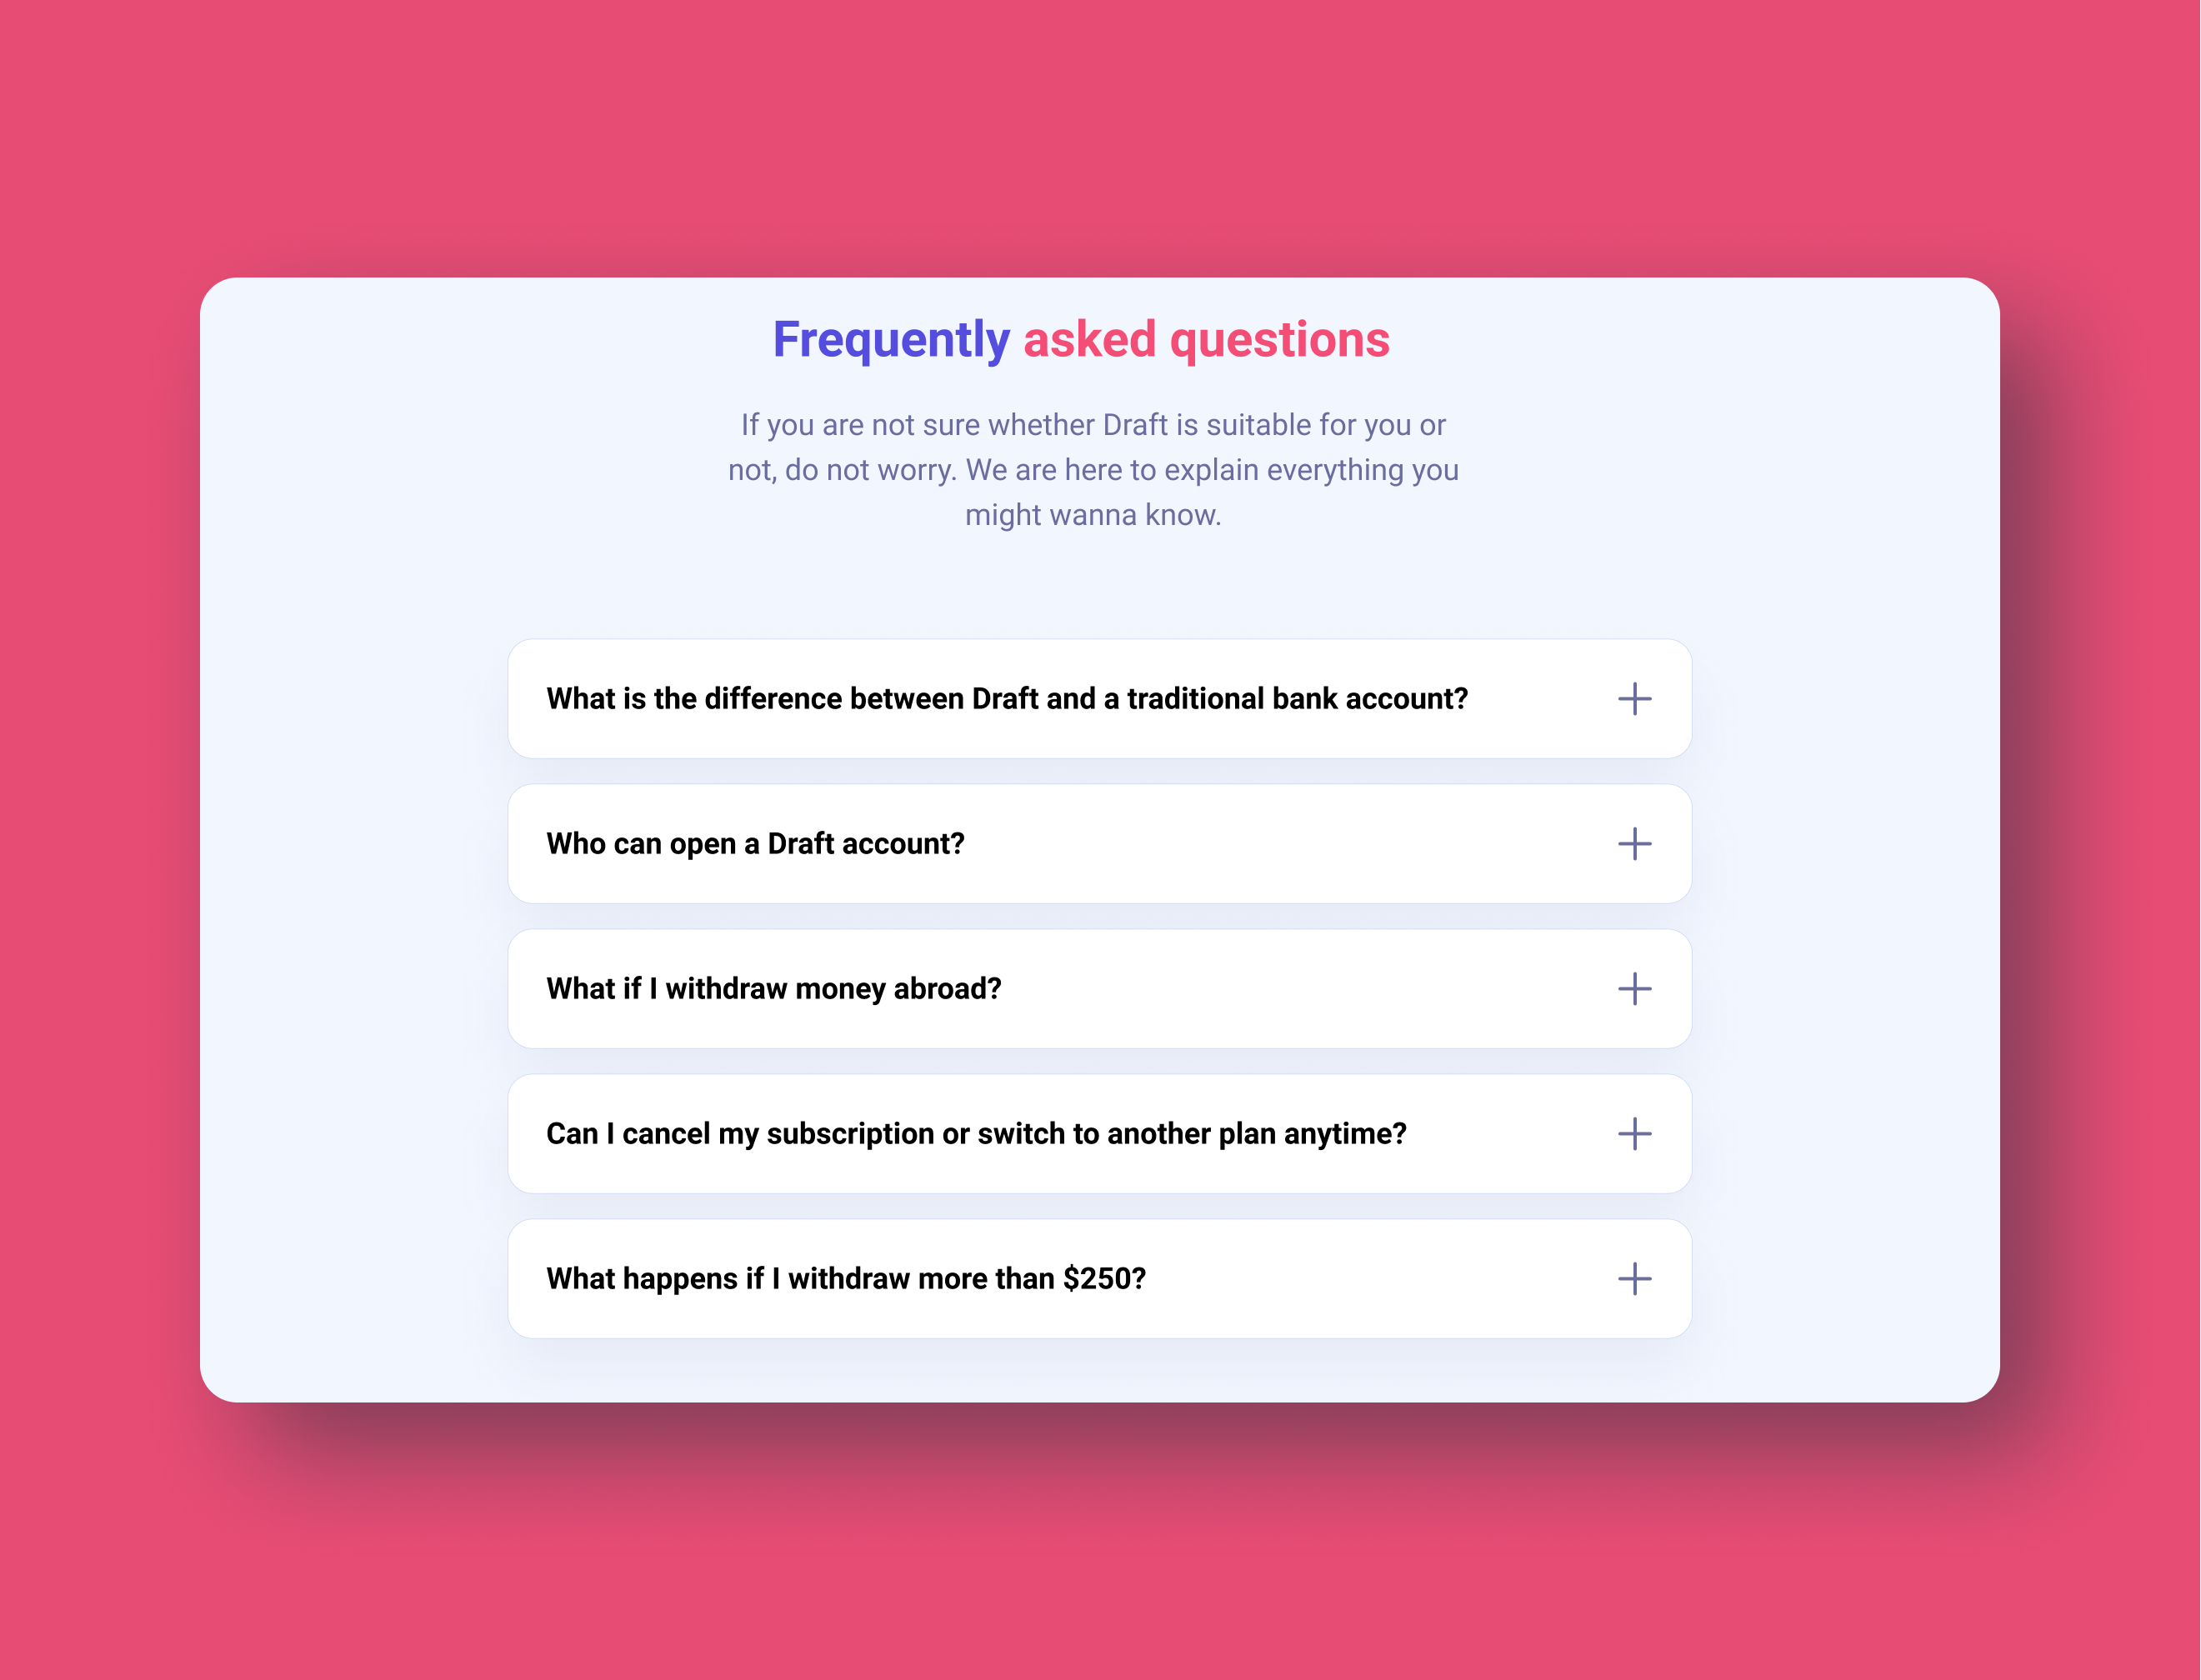 Frequently asked questions
If you are not sure whether Draft is suitable for you or
not, do not worry. We are here to explain everything you
might wanna know.
What is the difference between Draft and a traditional bank account?
Who can open a Draft account?
What if I withdraw money abroad?
Can I cancel my subscription or switch to another plan anytime?
What happens if I withdraw more than $250?